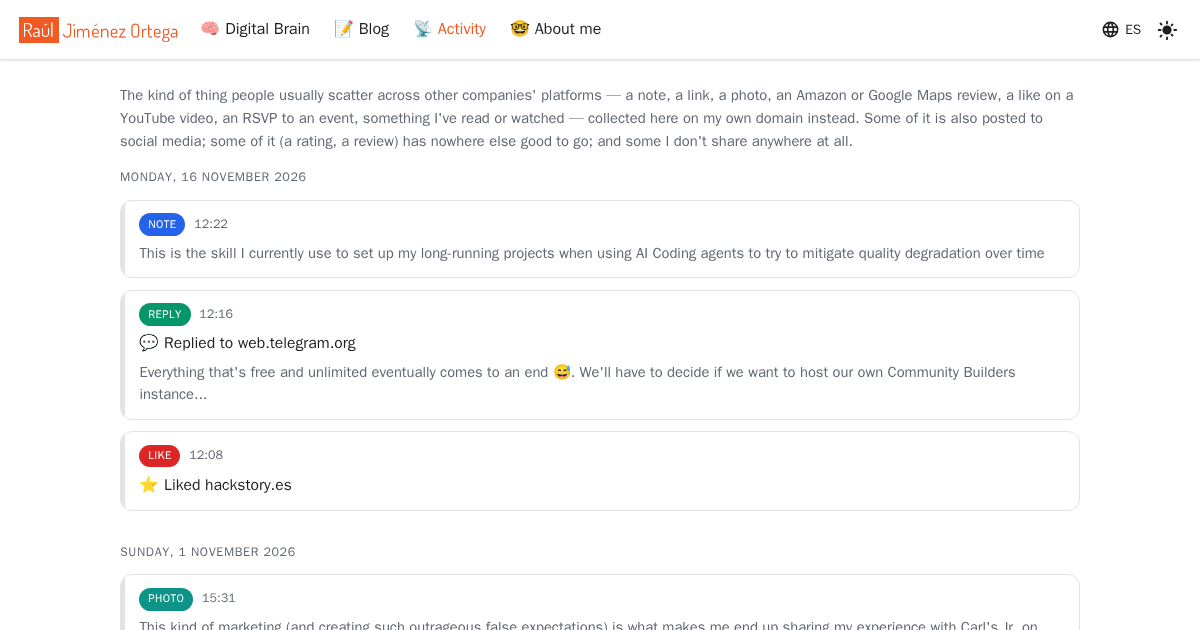 Raúl Jiménez Ortega 🧠 Digital Brain 📝 Blog 📡 Activity 🤓 About me ES
The kind of thing people usually scatter across other companies' platforms — a note, a link, a photo, an Amazon or Google Maps review, a like on a
YouTube video, an RSVP to an event, something I've read or watched — collected here on my own domain instead. Some of it is also posted to
social media; some of it (a rating, a review) has nowhere else good to go; and some I don't share anywhere at all.
MONDAY, 16 NOVEMBER 2026
NOTE 12:22
This is the skill I currently use to set up my long-running projects when using AI Coding agents to try to mitigate quality degradation over time
REPLY 12:16
💬 Replied to web.telegram.org
Everything that's free and unlimited eventually comes to an end 😅. We'll have to decide if we want to host our own Community Builders
instance...
LIKE 12:08
⭐ Liked hackstory.es
SUNDAY, 1 NOVEMBER 2026
PHOTO 15:31
This kind of marketing (and creating such outrageous false expectations) is what makes me end up sharing my experience with Carl's Jr. on